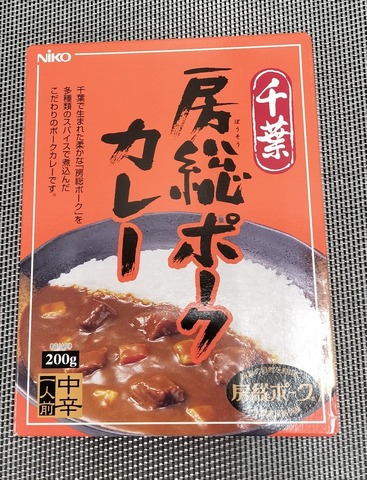 NIKO
千葉
房総ポーク
ぼうそう
カレー
千葉で生まれた柔かな「房総ポーク」を
多種類のスパイスで煮込んだ
こだわりのポークカレーです。
200g
中辛
一人前
房総ポーク